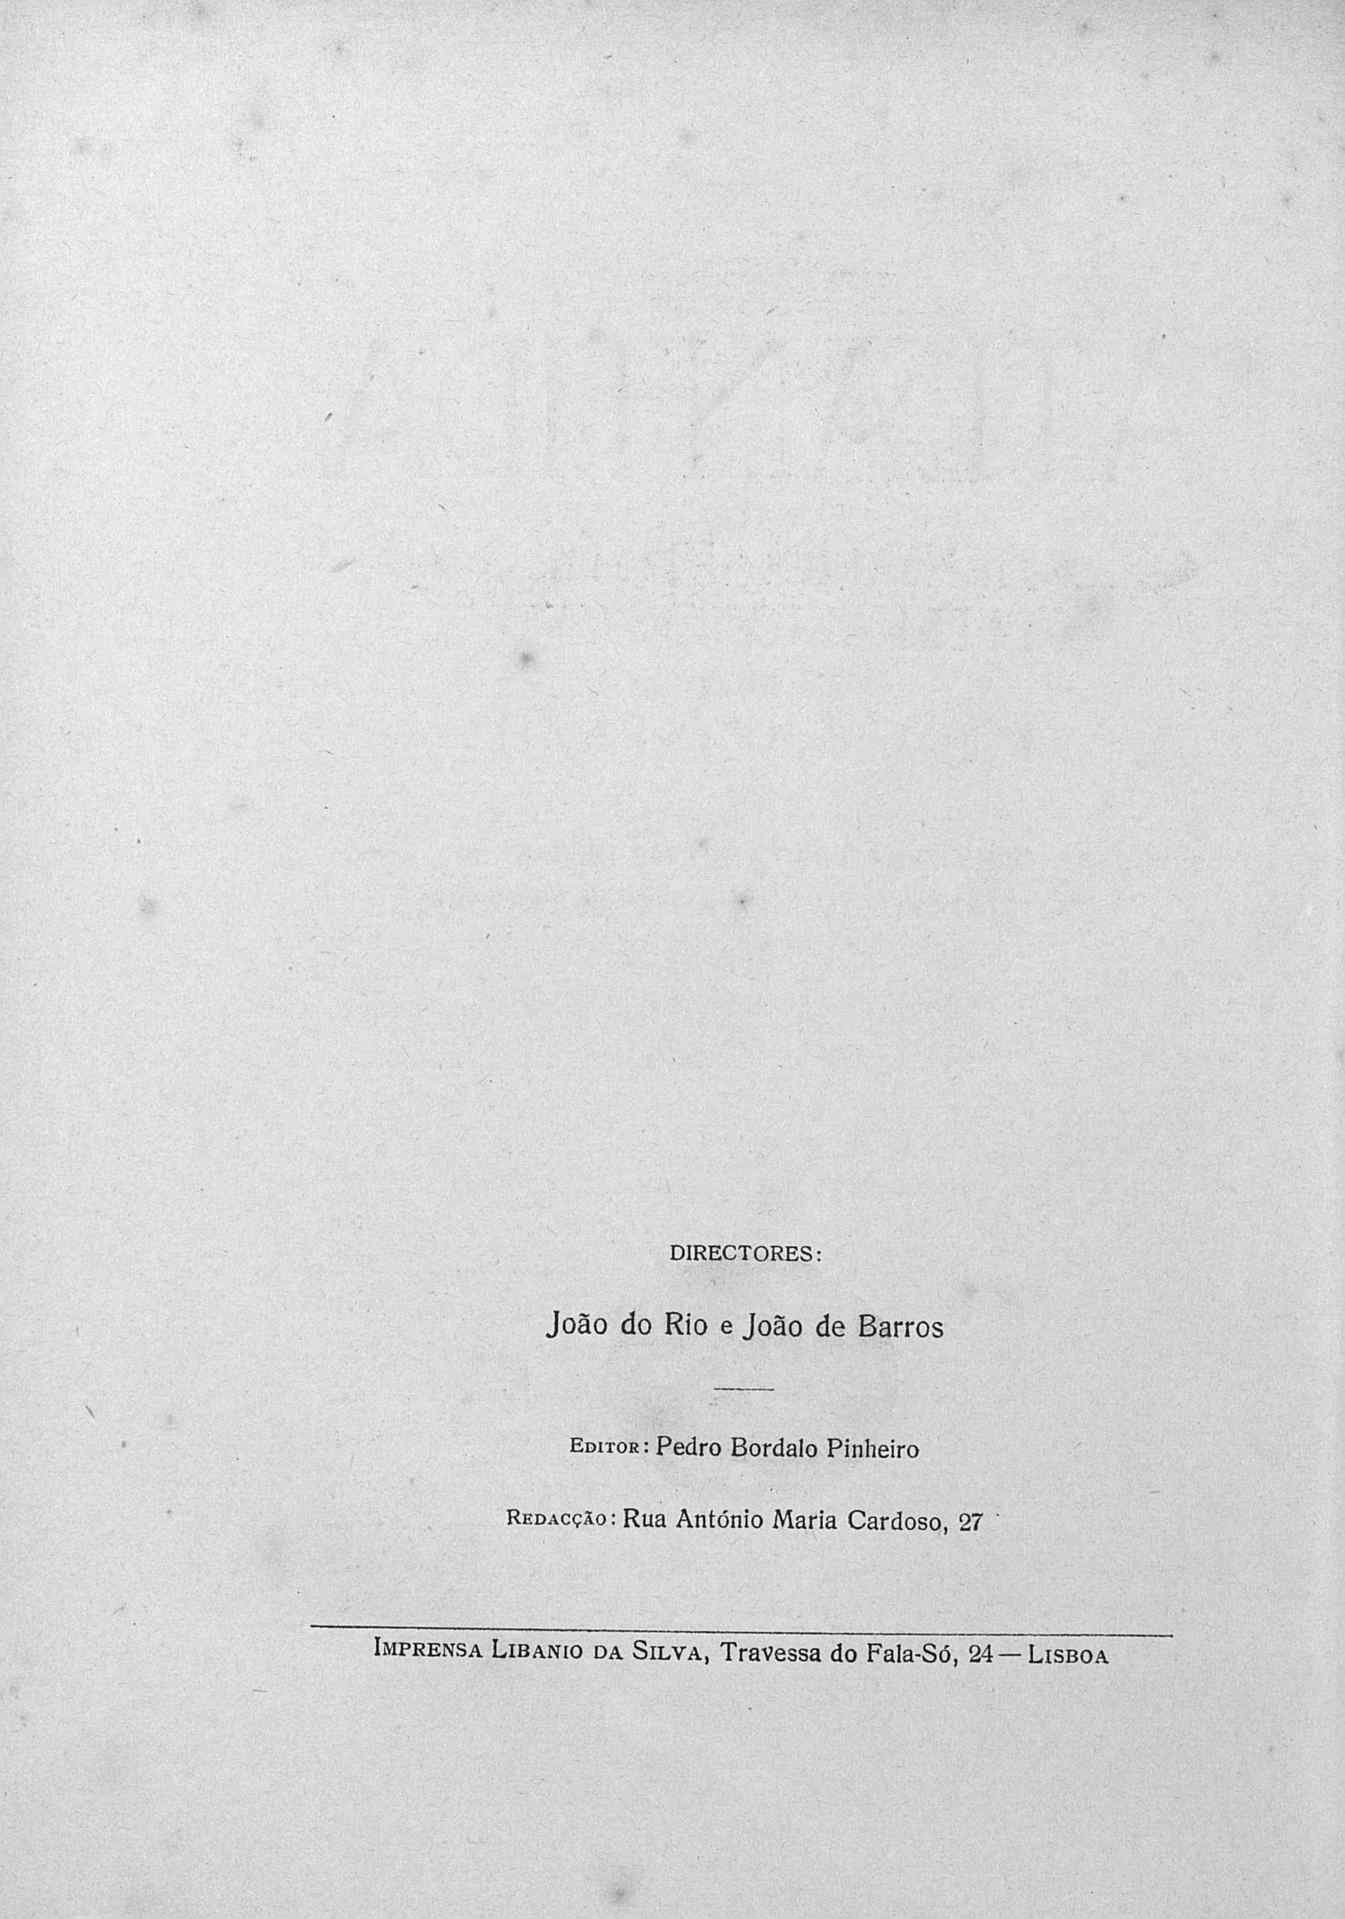 DIRECTORES:
João do Rio e João de Barros
EDITOR: Pedro Bordalo Pinheiro
REDACÇÃO: Rua António Maria Cardoso, 27
IMPRENSA LIBANIO DA SILVA, Travessa do Fala-Só, 24 — LISBOA